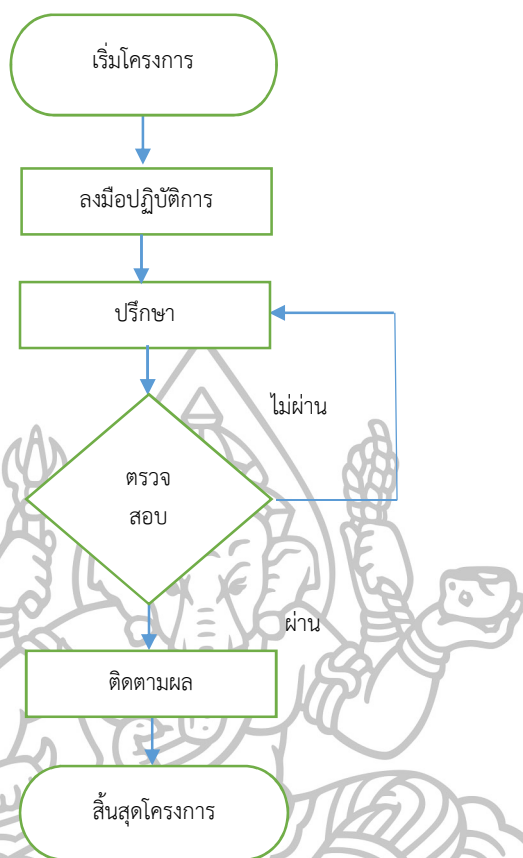 เริ่มโครงการ
ลงมือปฏิบัติการ
ปรึกษา
ไม่ผ่าน
ตรวจ
สอบ
ผ่าน
ติดตามผล
สิ้นสุดโครงการ